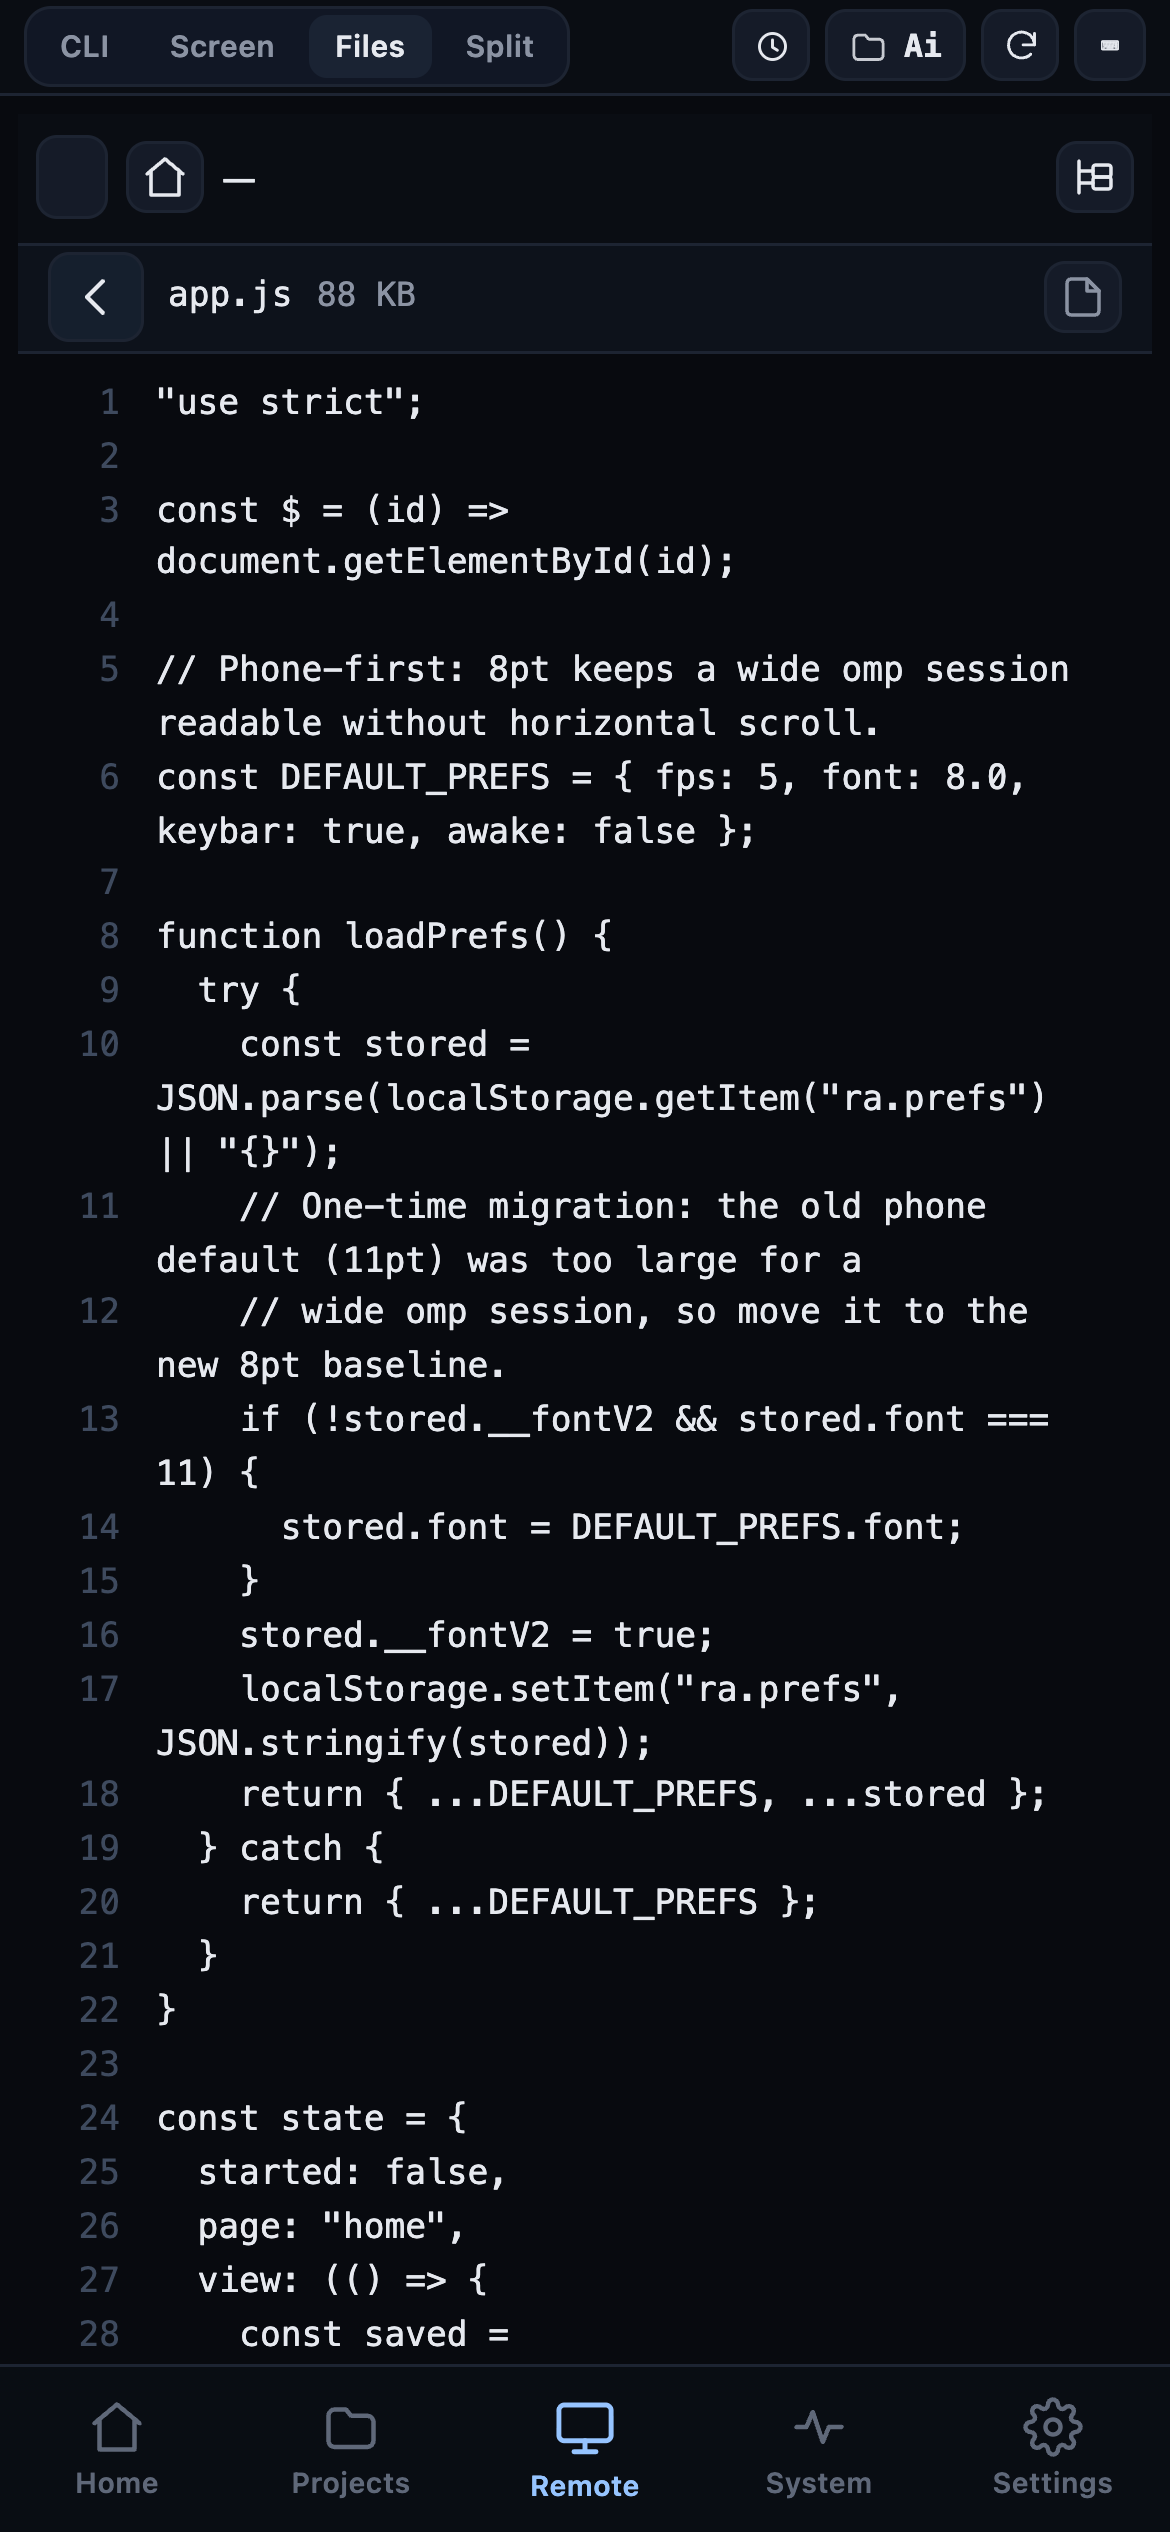 CLI Screen Files Split Ai
—
app.js 88 KB
1 "use strict";
2
3 const $ = (id) =>
document.getElementById(id);
4
5 // Phone-first: 8pt keeps a wide omp session
readable without horizontal scroll.
6 const DEFAULT_PREFS = { fps: 5, font: 8.0,
keybar: true, awake: false };
7
8 function loadPrefs() {
9   try {
10     const stored =
JSON.parse(localStorage.getItem("ra.prefs")
|| "{}");
11     // One-time migration: the old phone
default (11pt) was too large for a
12     // wide omp session, so move it to the
new 8pt baseline.
13     if (!stored.__fontV2 && stored.font ===
11) {
14       stored.font = DEFAULT_PREFS.font;
15     }
16     stored.__fontV2 = true;
17     localStorage.setItem("ra.prefs",
JSON.stringify(stored));
18     return { ...DEFAULT_PREFS, ...stored };
19   } catch {
20     return { ...DEFAULT_PREFS };
21   }
22 }
23
24 const state = {
25   started: false,
26   page: "home",
27   view: (() => {
28     const saved =
Home Projects Remote System Settings